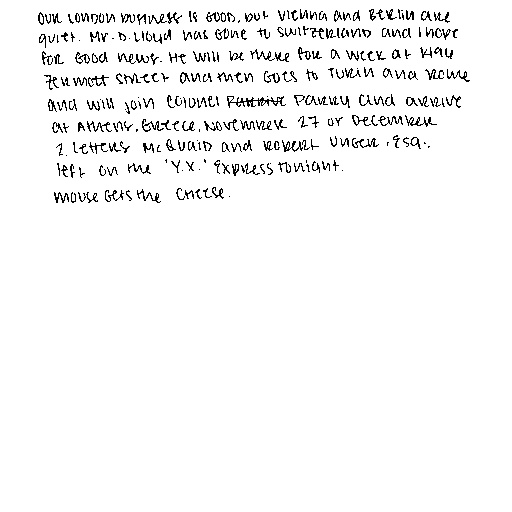 Our London business is good, but Vienna and Berlin are
quiet. Mr. D. Lloyd has gone to Switzerland and I hope
for good news. He will be there for a week at 1496
Zermott Street and then goes to Turin and Rome
and will join Colonel Parry and arrive
at Athens, Greece, November 27 or December
2. Letters McQuaid and Robert Unger, Esq.,
left on the 'Y.X.' Express tonight.
mouse gets the cheese.